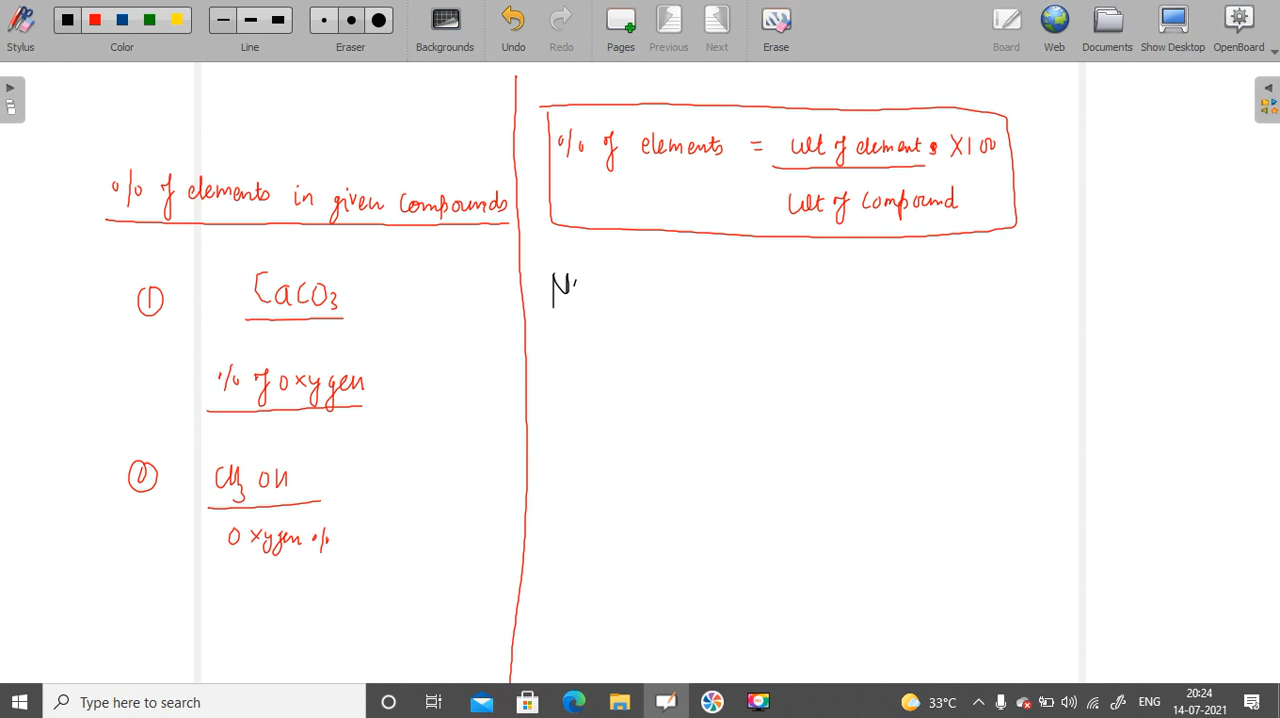 Stylus
Color
Line
Eraser
Backgrounds
Undo
Redo
Pages
Previous
Next
Erase
Board
Web
Documents
Show Desktop
OpenBoard
% of elements in given compounds
① CaCO3
% of oxygen
② CH3 OH
Oxygen %
% of elements = wt of element × 100
wt of compound
N
Type here to search
33°C
ENG
20:24
14-07-2021